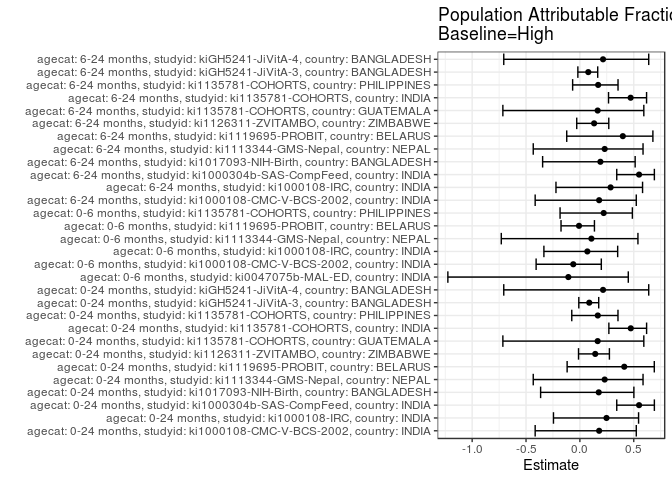 Population Attributable Fractio
Baseline=High
agecat: 6-24 months, studyid: kiGH5241-JiVitA-4, country: BANGLADESH
agecat: 6-24 months, studyid: kiGH5241-JiVitA-3, country: BANGLADESH
agecat: 6-24 months, studyid: ki1135781-COHORTS, country: PHILIPPINES
agecat: 6-24 months, studyid: ki1135781-COHORTS, country: INDIA
agecat: 6-24 months, studyid: ki1135781-COHORTS, country: GUATEMALA
agecat: 6-24 months, studyid: ki1126311-ZVITAMBO, country: ZIMBABWE
agecat: 6-24 months, studyid: ki1119695-PROBIT, country: BELARUS
agecat: 6-24 months, studyid: ki1113344-GMS-Nepal, country: NEPAL
agecat: 6-24 months, studyid: ki1017093-NIH-Birth, country: BANGLADESH
agecat: 6-24 months, studyid: ki1000304b-SAS-CompFeed, country: INDIA
agecat: 6-24 months, studyid: ki1000108-IRC, country: INDIA
agecat: 6-24 months, studyid: ki1000108-CMC-V-BCS-2002, country: INDIA
agecat: 0-6 months, studyid: ki1135781-COHORTS, country: PHILIPPINES
agecat: 0-6 months, studyid: ki1119695-PROBIT, country: BELARUS
agecat: 0-6 months, studyid: ki1113344-GMS-Nepal, country: NEPAL
agecat: 0-6 months, studyid: ki1000108-IRC, country: INDIA
agecat: 0-6 months, studyid: ki1000108-CMC-V-BCS-2002, country: INDIA
agecat: 0-6 months, studyid: ki0047075b-MAL-ED, country: INDIA
agecat: 0-24 months, studyid: kiGH5241-JiVitA-4, country: BANGLADESH
agecat: 0-24 months, studyid: kiGH5241-JiVitA-3, country: BANGLADESH
agecat: 0-24 months, studyid: ki1135781-COHORTS, country: PHILIPPINES
agecat: 0-24 months, studyid: ki1135781-COHORTS, country: INDIA
agecat: 0-24 months, studyid: ki1135781-COHORTS, country: GUATEMALA
agecat: 0-24 months, studyid: ki1126311-ZVITAMBO, country: ZIMBABWE
agecat: 0-24 months, studyid: ki1119695-PROBIT, country: BELARUS
agecat: 0-24 months, studyid: ki1113344-GMS-Nepal, country: NEPAL
agecat: 0-24 months, studyid: ki1017093-NIH-Birth, country: BANGLADESH
agecat: 0-24 months, studyid: ki1000304b-SAS-CompFeed, country: INDIA
agecat: 0-24 months, studyid: ki1000108-IRC, country: INDIA
agecat: 0-24 months, studyid: ki1000108-CMC-V-BCS-2002, country: INDIA
-1.0 -0.5 0.0 0.5
Estimate